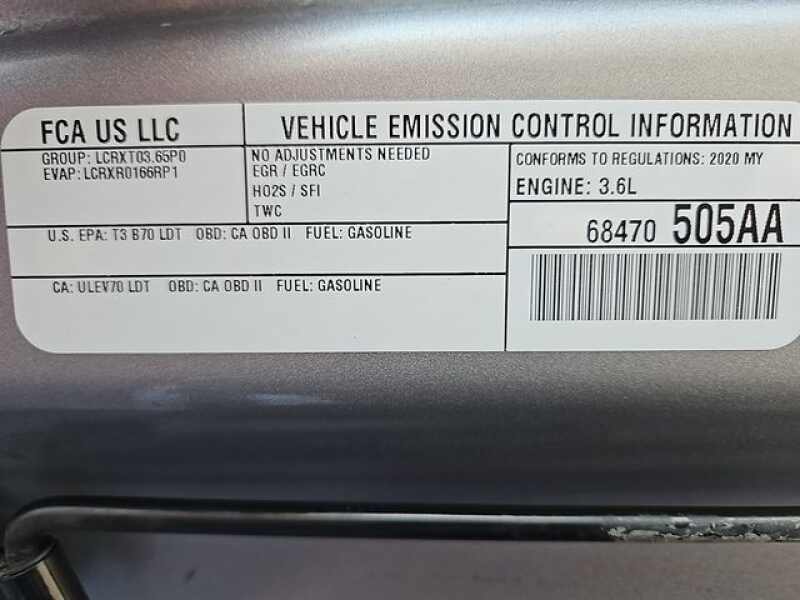 FCA US LLC
GROUP: LCRXT03.65P0
EVAP: LCRXR0166RP1
VEHICLE EMISSION CONTROL INFORMATION
NO ADJUSTMENTS NEEDED
EGR / EGRC
HO2S / SFI
TWC
CONFORMS TO REGULATIONS: 2020 MY
ENGINE: 3.6L
U.S. EPA: T3 B70 LDT OBD: CA OBD II FUEL: GASOLINE
68470 505AA
CA: ULEV70 LDT OBD: CA OBD II FUEL: GASOLINE